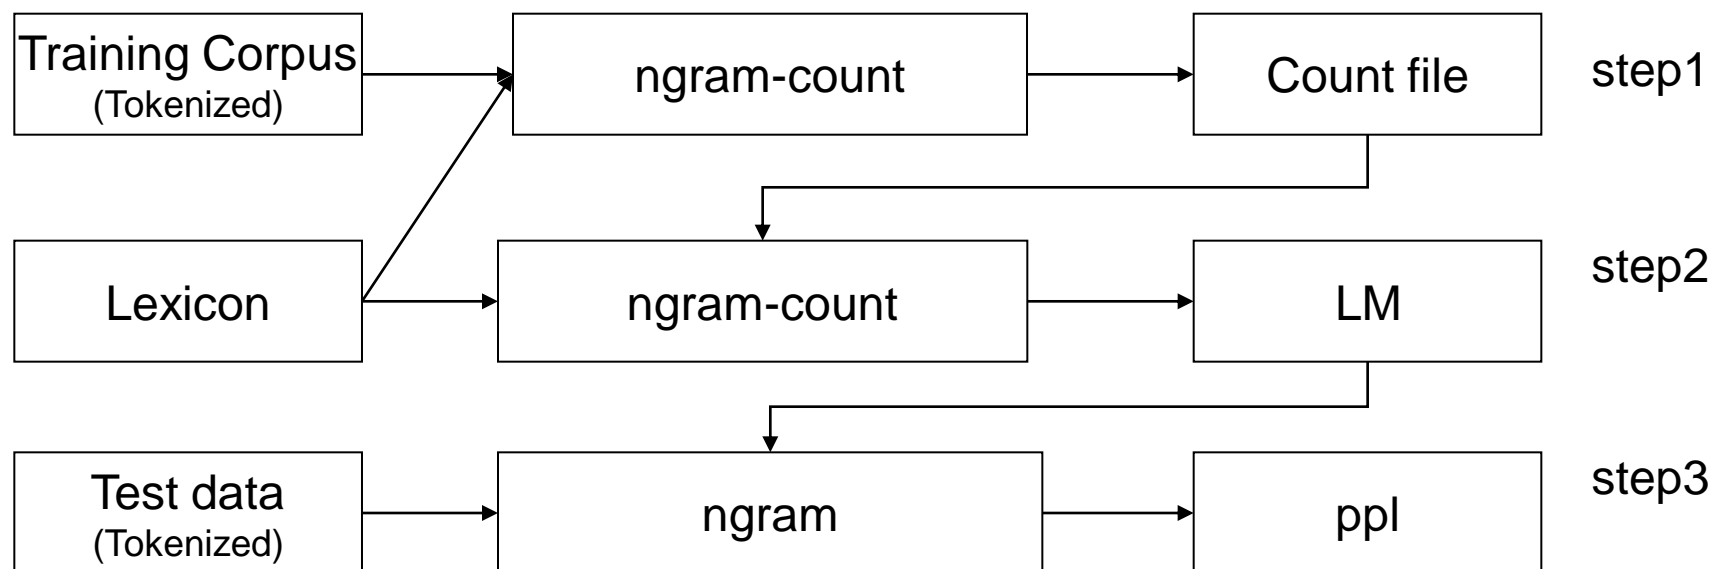 Training Corpus
(Tokenized)
ngram-count
Count file
step1
Lexicon
ngram-count
LM
step2
Test data
(Tokenized)
ngram
ppl
step3